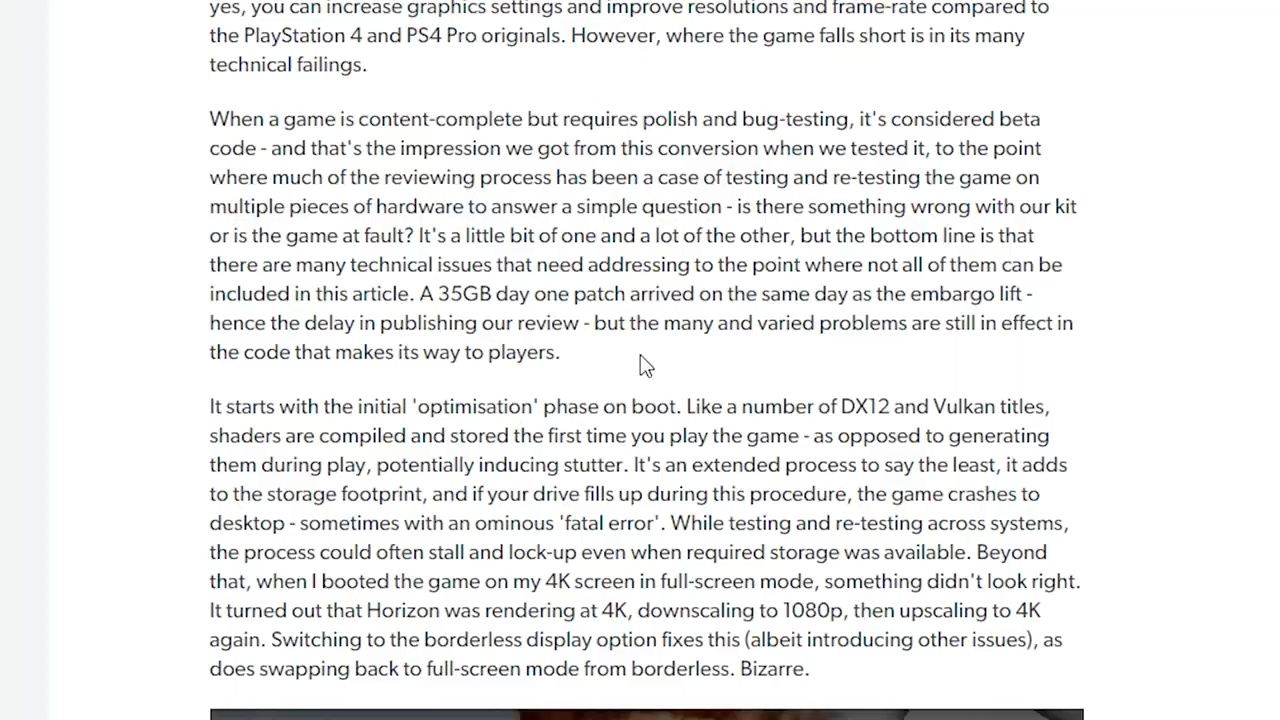 yes, you can increase graphics settings and improve resolutions and frame-rate compared to
the PlayStation 4 and PS4 Pro originals. However, where the game falls short is in its many
technical failings.
When a game is content-complete but requires polish and bug-testing, it's considered beta
code - and that's the impression we got from this conversion when we tested it, to the point
where much of the reviewing process has been a case of testing and re-testing the game on
multiple pieces of hardware to answer a simple question - is there something wrong with our kit
or is the game at fault? It's a little bit of one and a lot of the other, but the bottom line is that
there are many technical issues that need addressing to the point where not all of them can be
included in this article. A 35GB day one patch arrived on the same day as the embargo lift -
hence the delay in publishing our review - but the many and varied problems are still in effect in
the code that makes its way to players.
It starts with the initial 'optimisation' phase on boot. Like a number of DX12 and Vulkan titles,
shaders are compiled and stored the first time you play the game - as opposed to generating
them during play, potentially inducing stutter. It's an extended process to say the least, it adds
to the storage footprint, and if your drive fills up during this procedure, the game crashes to
desktop - sometimes with an ominous 'fatal error'. While testing and re-testing across systems,
the process could often stall and lock-up even when required storage was available. Beyond
that, when I booted the game on my 4K screen in full-screen mode, something didn't look right.
It turned out that Horizon was rendering at 4K, downscaling to 1080p, then upscaling to 4K
again. Switching to the borderless display option fixes this (albeit introducing other issues), as
does swapping back to full-screen mode from borderless. Bizarre.